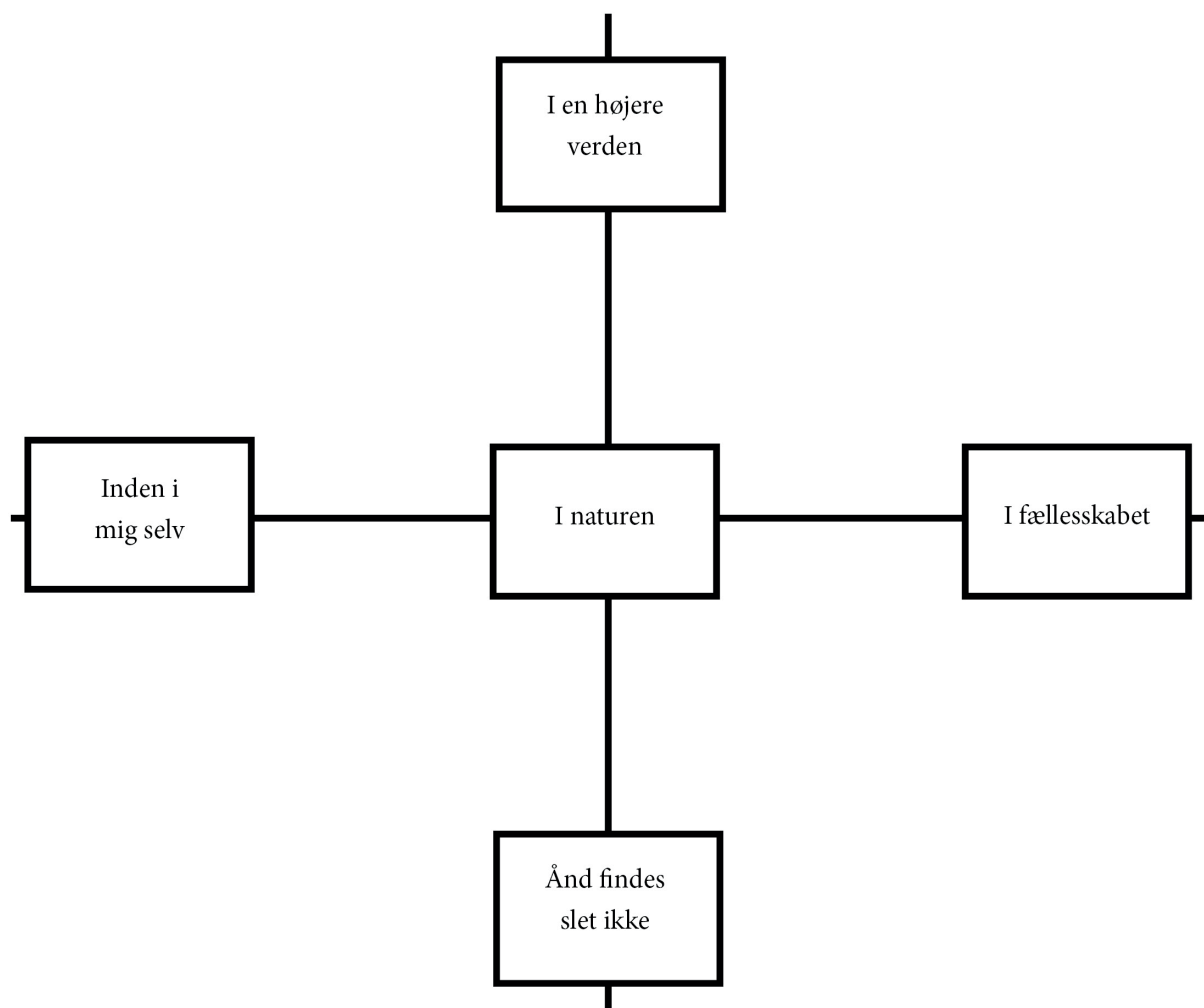 I en højere
verden
Inden i
mig selv
I naturen
I fællesskabet
Ånd findes
slet ikke